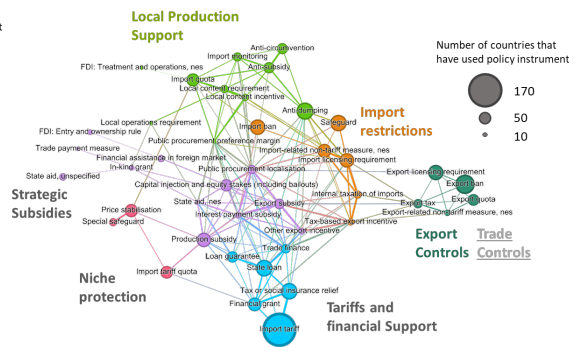 t
Local Production
Support
Number of countries that
have used policy instrument
170
50
10
Anti-circumvention
Import monitoring
FDI: Treatment and operations, nes
Anti-subsidy
Import quota
Local content requirement
Local content incentive
Anti-dumping
Import
restrictions
Safeguard
Local operations requirement
Import ban
FDI: Entry and ownership rule
Public procurement preference margin
Trade payment measure
Import-related non-tariff measure, nes
Financial assistance in foreign market
Import licensing requirement
In-kind grant
Public procurement localisation
Export licensing requirement
State aid, unspecified
Capital injection and equity stakes (including bailouts)
Export ban
Strategic
Subsidies
State aid, nes
Export subsidy
Internal taxation of imports
Export tax
Export quota
Price stabilisation
Interest payment subsidy
Export-related non-tariff measure, nes
Special safeguard
Tax-based export incentive
Other export incentive
Production subsidy
Export
Controls
Trade
Controls
Trade finance
Loan guarantee
Niche
protection
Import tariff quota
State loan
Tax or social insurance relief
Financial grant
Tariffs and
financial Support
Import tariff